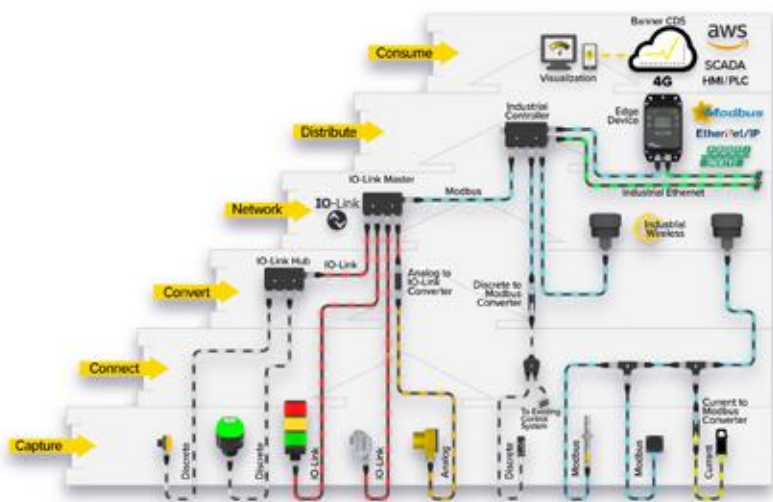 Consume
Visualization
Banner CDS
4G
aws
SCADA
HMI/PLC
Distribute
Industrial
Controller
Edge
Device
Modbus
EtherNet/IP
Industrial Ethernet
Network
IO-Link Master
IO-Link
Modbus
Industrial
Wireless
Convert
IO-Link Hub
IO-Link
Analog to
IO-Link
Converter
Discrete to
Modbus
Converter
Connect
To Existing
Control
System
Current to
Modbus
Converter
Capture
Discrete
Discrete
IO-Link
IO-Link
Analog
Discrete
Modbus
Modbus
Current